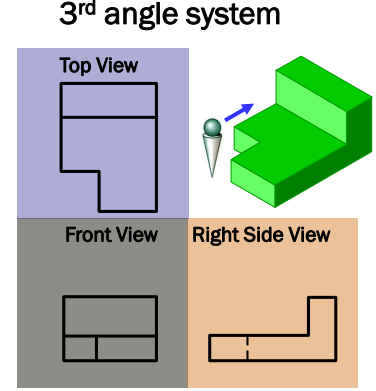 3rd angle system
Top View
Front View
Right Side View